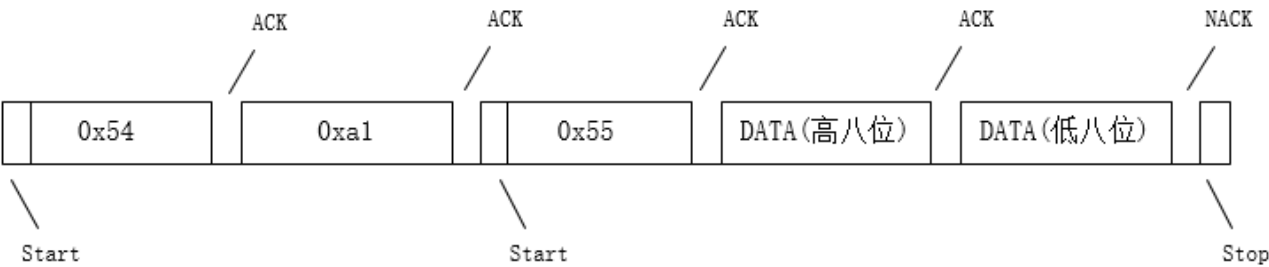 ACK
ACK
ACK
ACK
NACK
0x54
0xa1
0x55
DATA(高八位)
DATA(低八位)
Start
Start
Stop